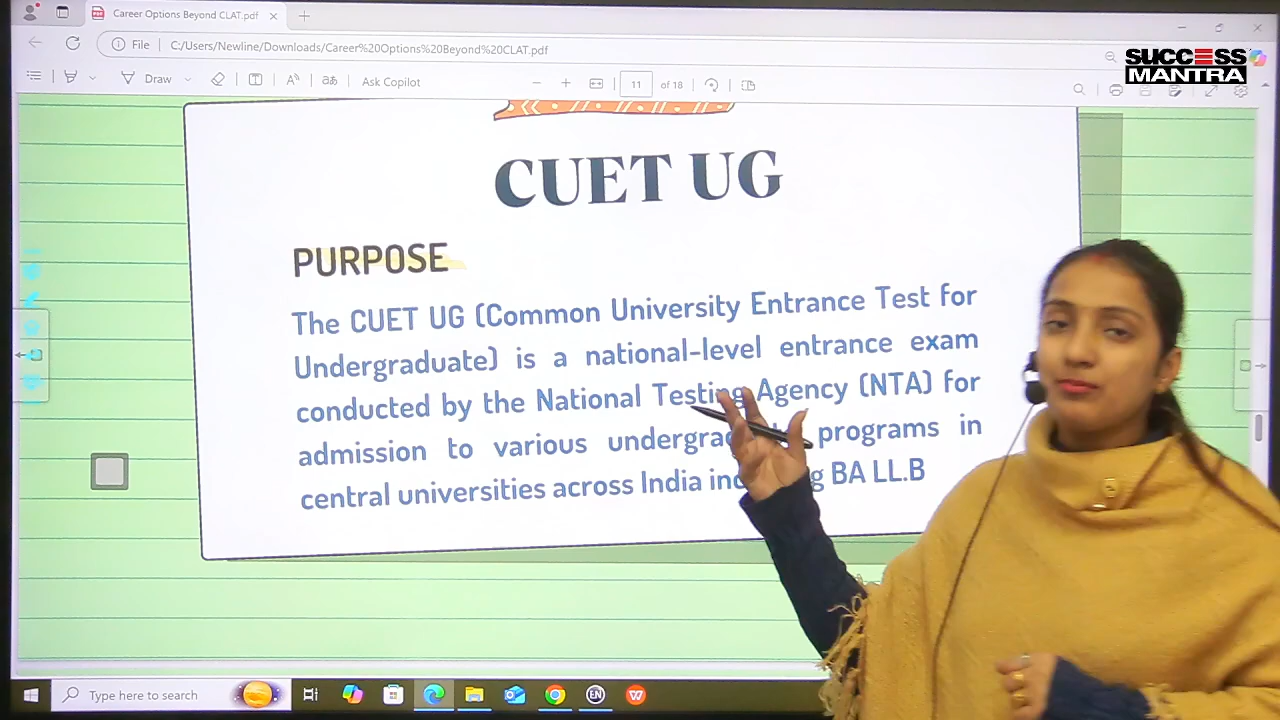 Career Options Beyond CLAT.pdf
File C:/Users/Newline/Downloads/Career%20Options%20Beyond%20CLAT.pdf
Draw Ask Copilot 11 of 18
SUCCESS
MANTRA
CUET UG
PURPOSE
The CUET UG (Common University Entrance Test for
Undergraduate) is a national-level entrance exam
conducted by the National Testing Agency (NTA) for
admission to various programs in
central universities across India BA LL.B
Type here to search
EN